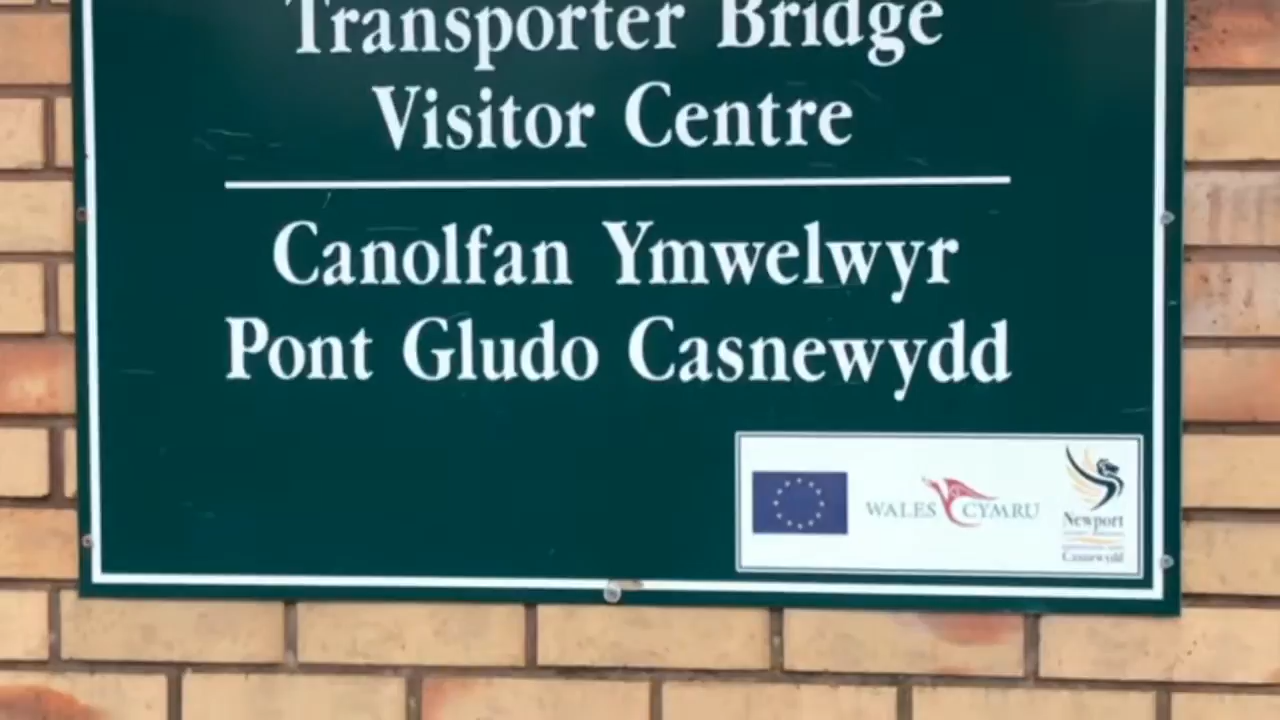 Transporter Bridge
Visitor Centre
Canolfan Ymwelwyr
Pont Gludo Casnewydd
WALES CYMRU
Newport
Casnewydd